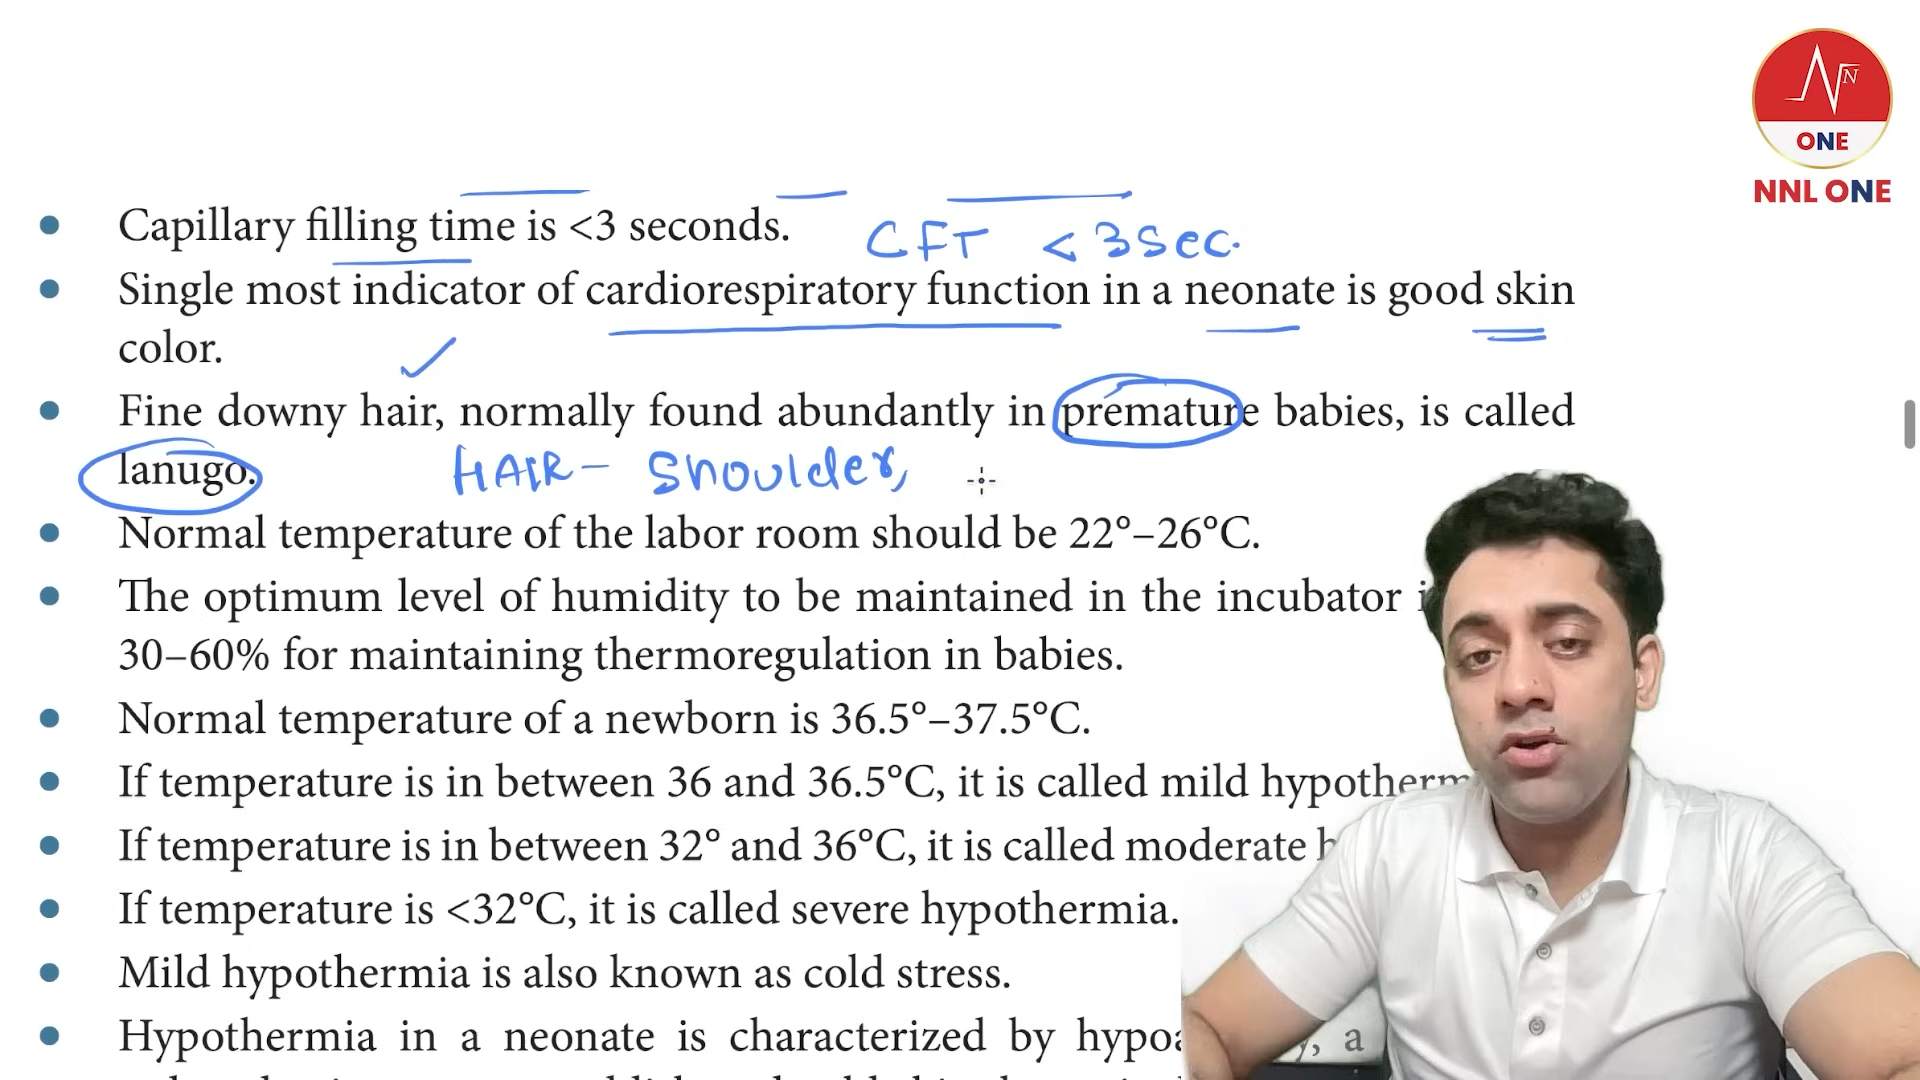 N
ONE
NNL ONE
Capillary filling time is <3 seconds. CFT <3sec.
Single most indicator of cardiorespiratory function in a neonate is good skin
color.
Fine downy hair, normally found abundantly in premature babies, is called
lanugo. HAIR- Shoulder,
Normal temperature of the labor room should be 22°–26°C.
The optimum level of humidity to be maintained in the incubator
30–60% for maintaining thermoregulation in babies.
Normal temperature of a newborn is 36.5°–37.5°C.
If temperature is in between 36 and 36.5°C, it is called mild
If temperature is in between 32° and 36°C, it is called moderate
If temperature is <32°C, it is called severe hypothermia.
Mild hypothermia is also known as cold stress.
Hypothermia in a neonate is characterized by a